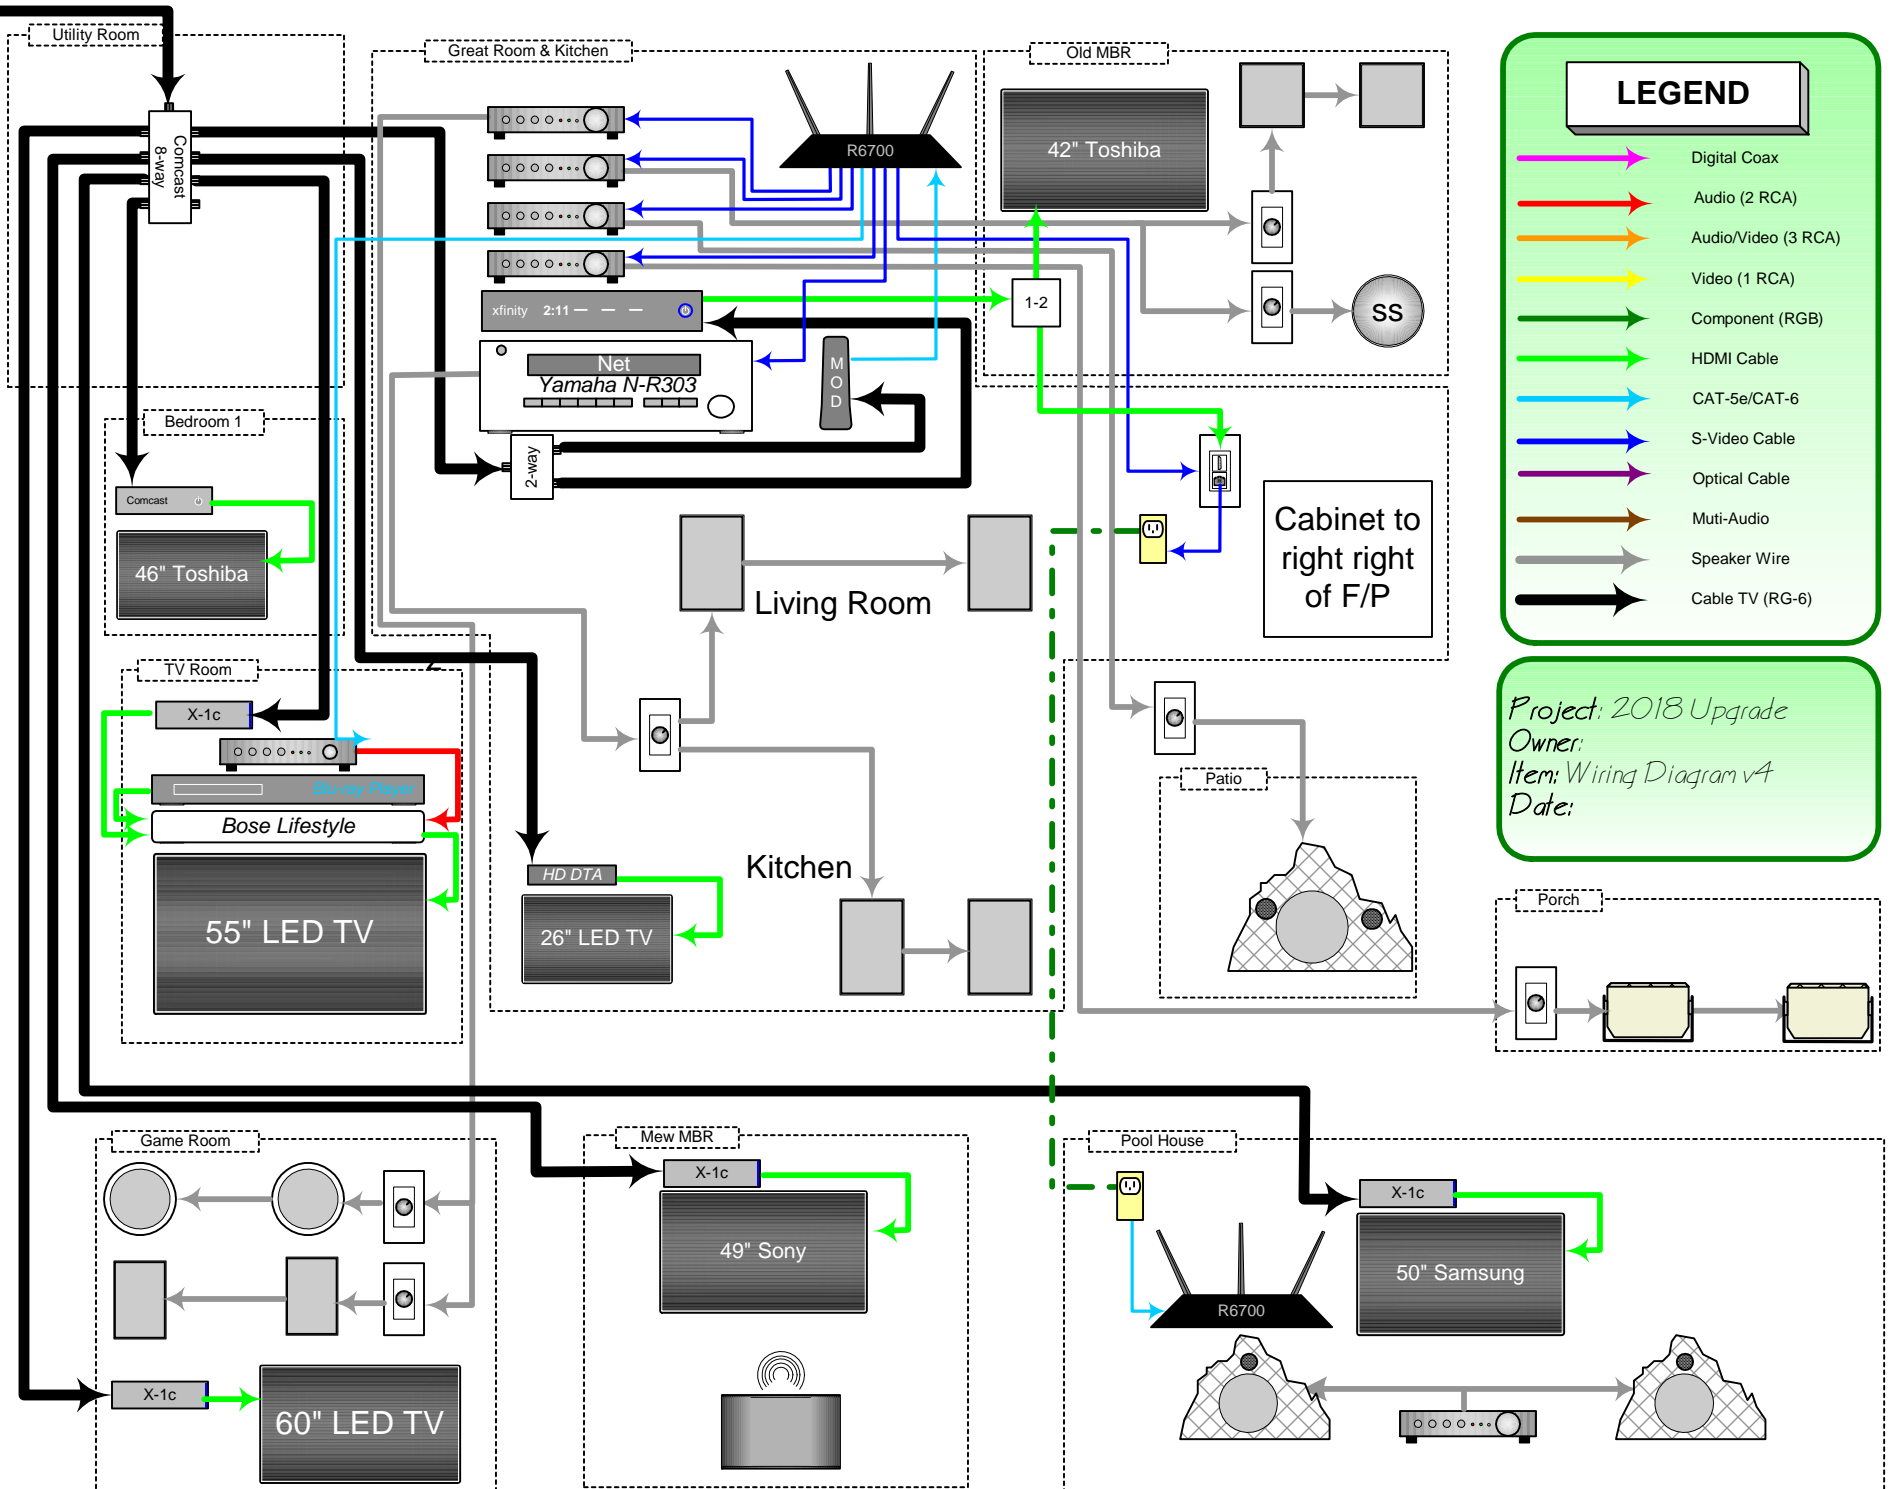 Utility Room
Comcast
8-way
Great Room & Kitchen
R6700
xfinity 2:11 — — —
Net
Yamaha N-R303
MOD
2-way
Old MBR
42" Toshiba
1-2
SS
LEGEND
Digital Coax
Audio (2 RCA)
Audio/Video (3 RCA)
Video (1 RCA)
Component (RGB)
HDMI Cable
CAT-5e/CAT-6
S-Video Cable
Optical Cable
Muti-Audio
Speaker Wire
Cable TV (RG-6)
Bedroom 1
Comcast
46" Toshiba
Cabinet to
right right
of F/P
Living Room
Kitchen
HD DTA
26" LED TV
TV Room
X-1c
Blu-ray Player
Bose Lifestyle
55" LED TV
Project: 2018 Upgrade
Owner:
Item: Wiring Diagram v4
Date:
Patio
Porch
Game Room
X-1c
60" LED TV
Mew MBR
X-1c
49" Sony
Pool House
R6700
X-1c
50" Samsung